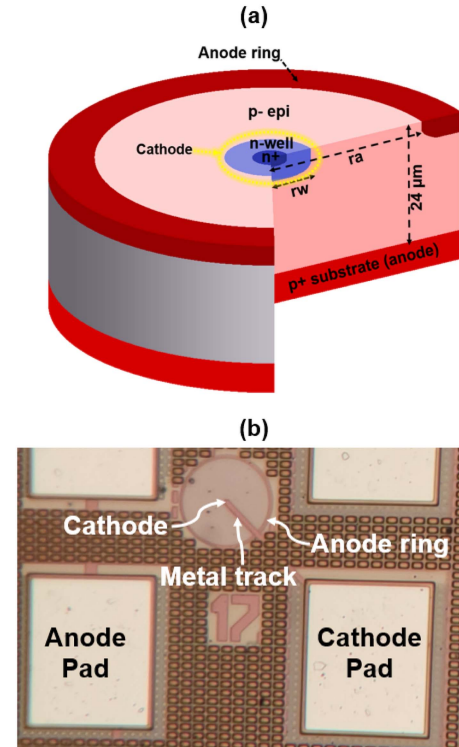 (a)
Anode ring
p- epi
n-well
Cathode
n+
ra
rw
24 µm
p+ substrate (anode)
(b)
Cathode
Anode ring
Metal track
17
Anode
Pad
Cathode
Pad